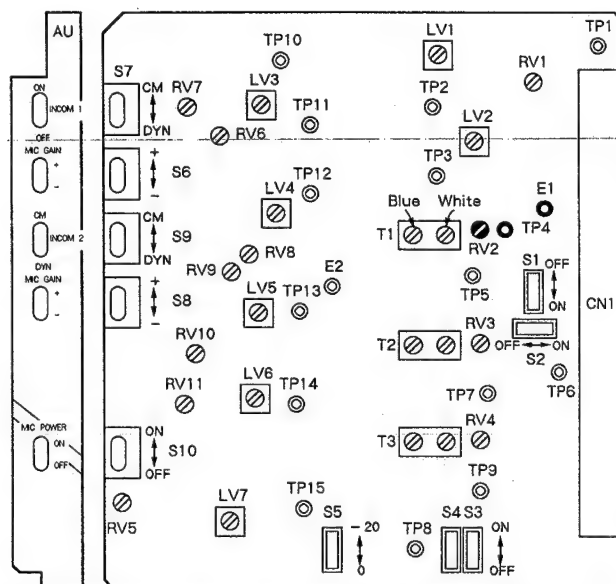 AU
ON
INCOM 1
OFF
MIC GAIN
+
-
CM
INCOM 2
DYN
MIC GAIN
+
-
MIC POWER
ON
OFF
S7
CM
DYN
+
S6
-
CM
S9
DYN
+
S8
-
ON
S10
OFF
RV5
TP10
LV1
TP1
RV7
LV3
TP2
RV1
TP11
RV6
LV2
TP3
TP12
LV4
Blue
White
E1
T1
RV2
TP4
RV8
RV9
E2
S1
OFF
ON
TP5
CN1
LV5
TP13
RV10
T2
RV3
OFF
ON
S2
TP6
RV11
LV6
TP14
TP7
T3
RV4
TP9
LV7
TP15
S5
-20
0
TP8
S4
S3
ON
OFF